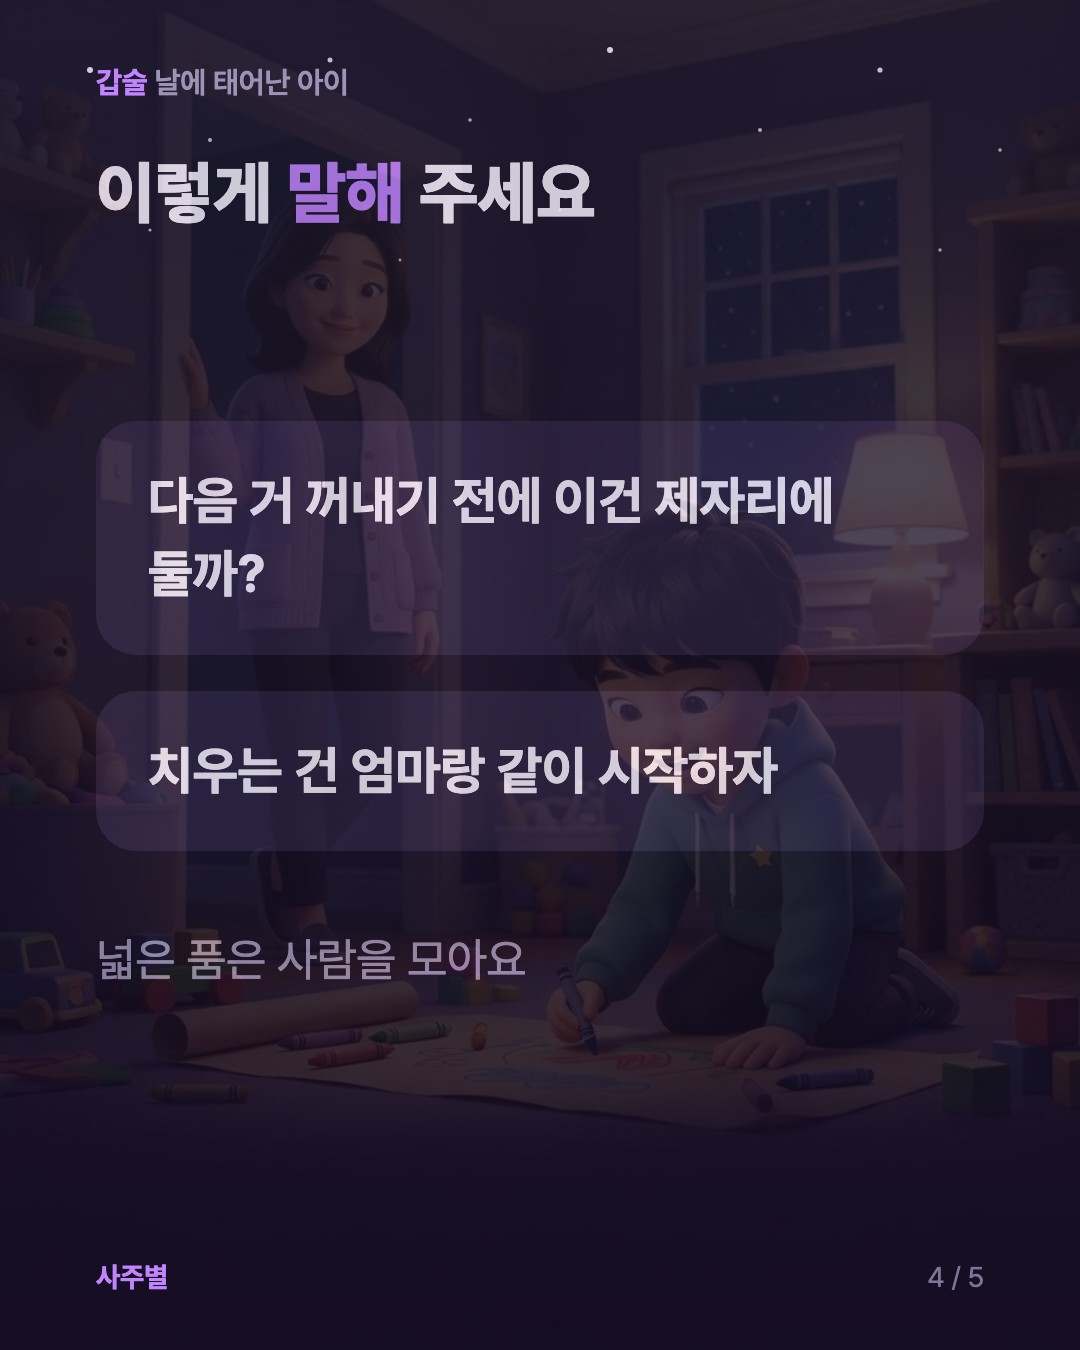 갑술 날에 태어난 아이
이렇게 말해 주세요
다음 거 꺼내기 전에 이건 제자리에
둘까?
치우는 건 엄마랑 같이 시작하자
넓은 품은 사람을 모아요
사주별
4 / 5